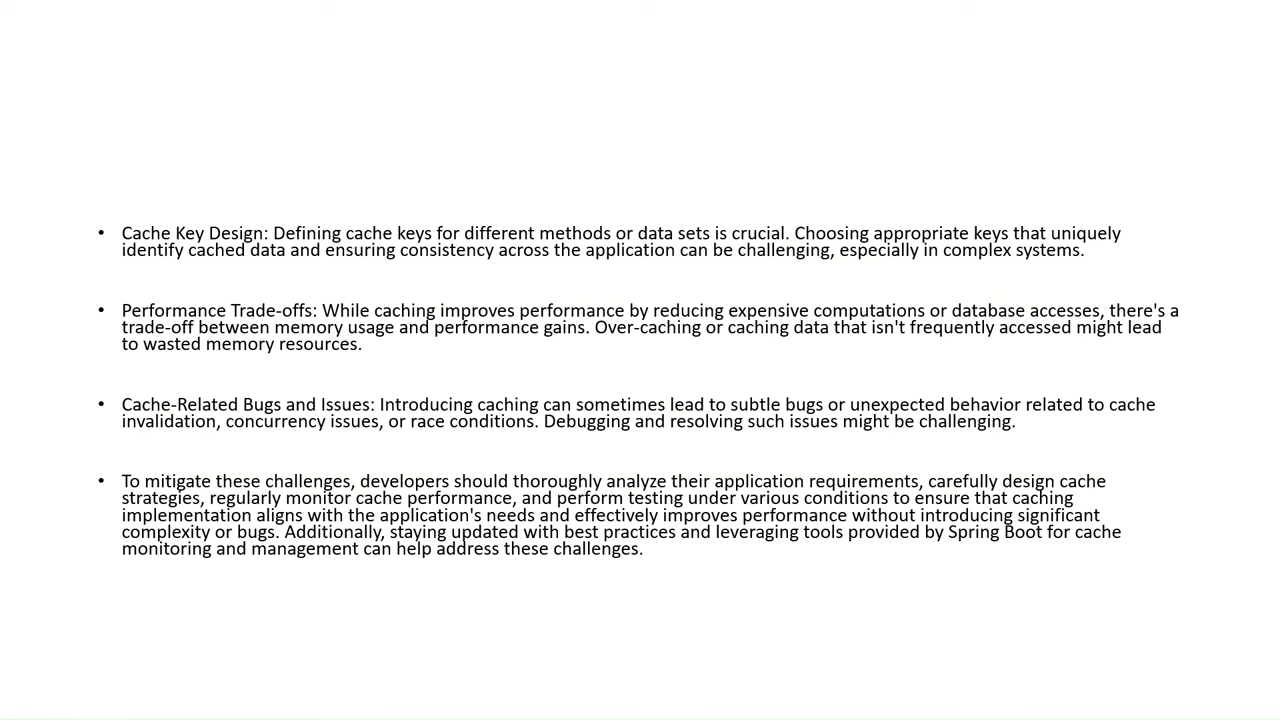 • Cache Key Design: Defining cache keys for different methods or data sets is crucial. Choosing appropriate keys that uniquely
identify cached data and ensuring consistency across the application can be challenging, especially in complex systems.
• Performance Trade-offs: While caching improves performance by reducing expensive computations or database accesses, there's a
trade-off between memory usage and performance gains. Over-caching or caching data that isn't frequently accessed might lead
to wasted memory resources.
• Cache-Related Bugs and Issues: Introducing caching can sometimes lead to subtle bugs or unexpected behavior related to cache
invalidation, concurrency issues, or race conditions. Debugging and resolving such issues might be challenging.
• To mitigate these challenges, developers should thoroughly analyze their application requirements, carefully design cache
strategies, regularly monitor cache performance, and perform testing under various conditions to ensure that caching
implementation aligns with the application's needs and effectively improves performance without introducing significant
complexity or bugs. Additionally, staying updated with best practices and leveraging tools provided by Spring Boot for cache
monitoring and management can help address these challenges.